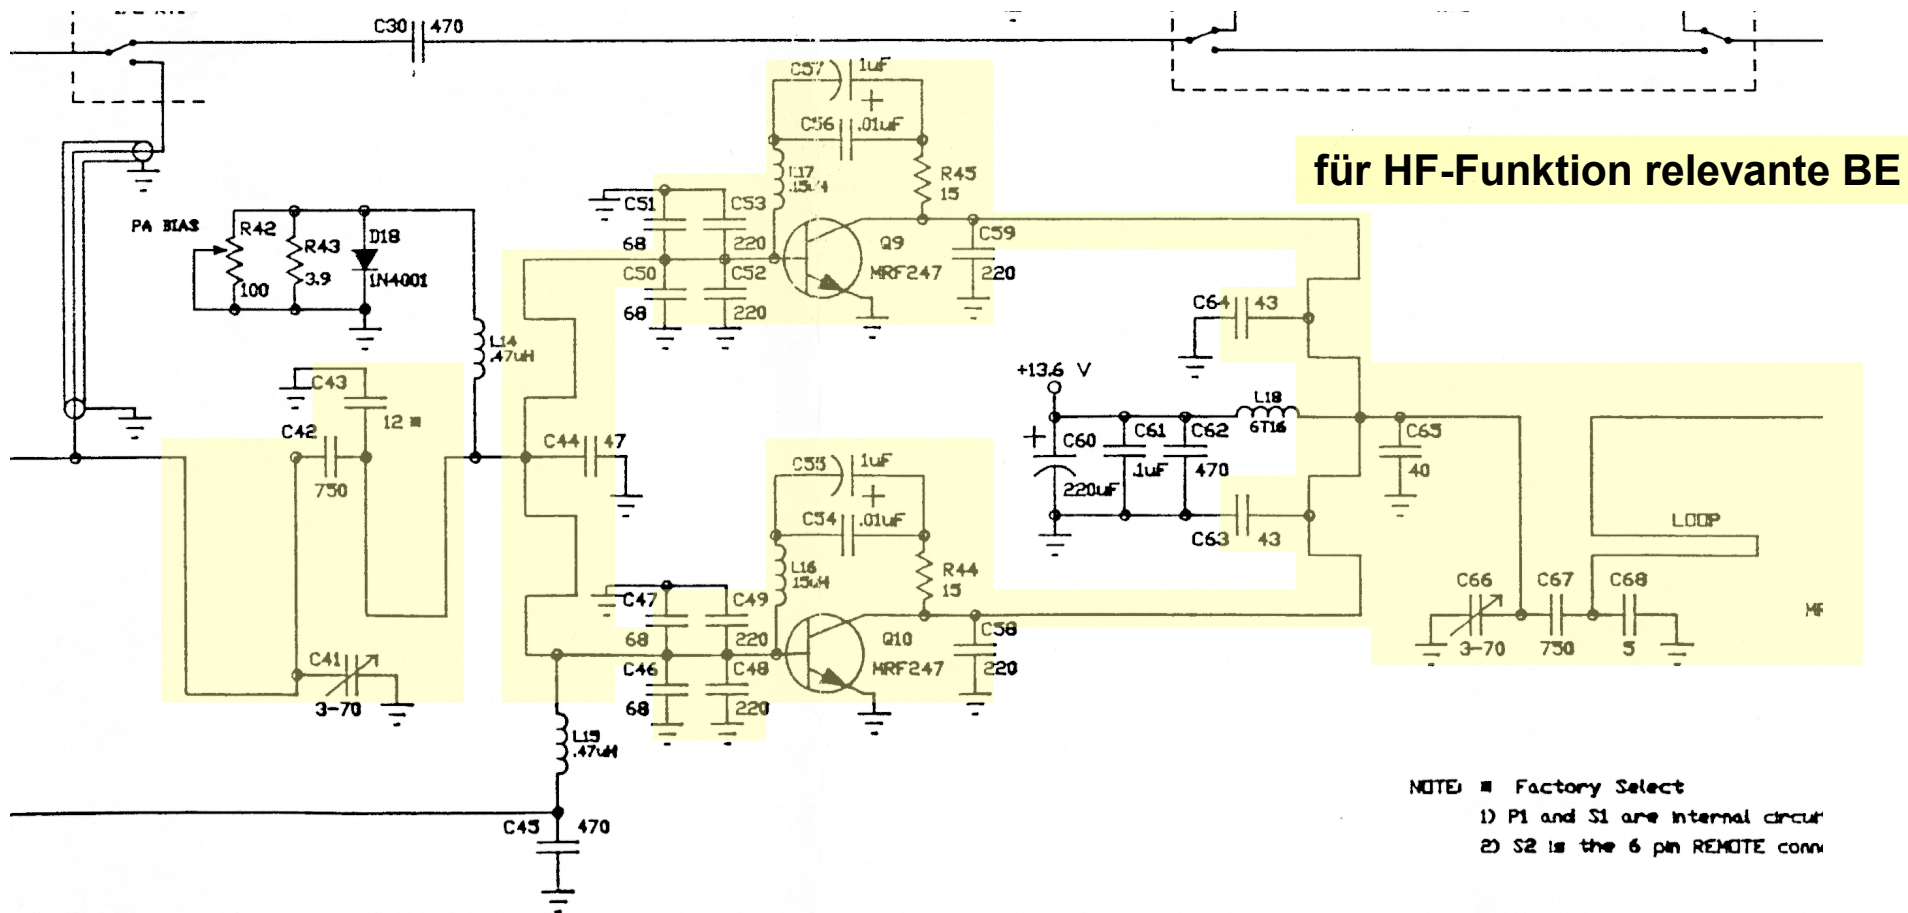 C30 470
C57 1uF
+
C56 .01uF
L17
.15uH
R45
15
für HF-Funktion relevante BE
PA BIAS
R42
100
R43
3.9
D18
1N4001
C51
68
C53
220
C50
68
C52
220
Q9
MRF247
C59
220
L14
.47uH
C64 43
+13.6 V
L18
6T16
C43
12 *
C42
750
C44 47
+
C60
220uF
C61
.1uF
C62
470
C65
40
C55 1uF
+
C54 .01uF
L16
.15uH
R44
15
C63 43
LOOP
C47
68
C49
220
C46
68
C48
220
Q10
MRF247
C58
220
C66
3-70
C67
750
C68
5
C41
3-70
L15
.47uH
C45 470
NOTE: * Factory Select
1) P1 and S1 are internal circui
2) S2 is the 6 pin REMOTE conn